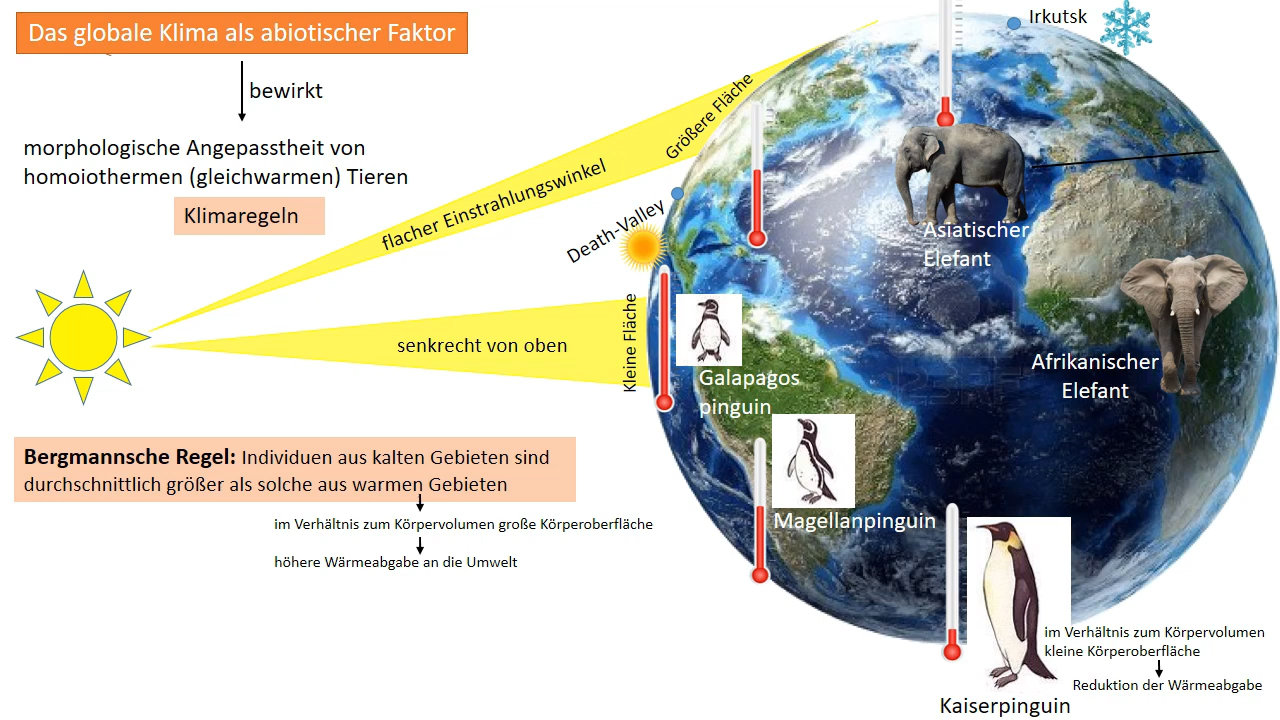 Das globale Klima als abiotischer Faktor
bewirkt
morphologische Angepasstheit von
homoiothermen (gleichwarmen) Tieren
Klimaregeln
flacher Einstrahlungswinkel
Größere Fläche
senkrecht von oben
Kleine Fläche
Irkutsk
Death-Valley
Asiatischer
Elefant
Afrikanischer
Elefant
Galapagos
pinguin
Magellanpinguin
Kaiserpinguin
Bergmannsche Regel: Individuen aus kalten Gebieten sind
durchschnittlich größer als solche aus warmen Gebieten
im Verhältnis zum Körpervolumen große Körperoberfläche
höhere Wärmeabgabe an die Umwelt
im Verhältnis zum Körpervolumen
kleine Körperoberfläche
Reduktion der Wärmeabgabe